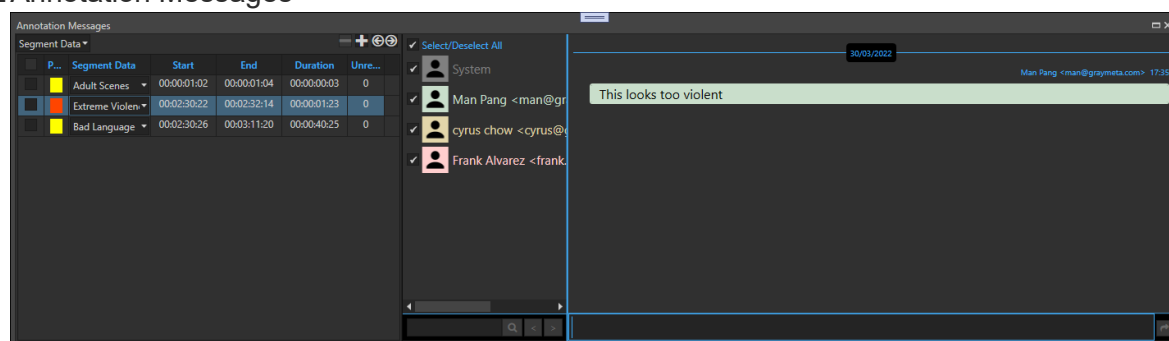 Annotation Messages
Annotation Messages
Segment Data
P... Segment Data Start End Duration Unre...
Adult Scenes 00:00:01:02 00:00:01:04 00:00:00:03 0
Extreme Violen 00:02:30:22 00:02:32:14 00:00:01:23 0
Bad Language 00:02:30:26 00:03:11:20 00:00:40:25 0
Select/Deselect All
System
Man Pang <man@gr
cyrus chow <cyrus@g
Frank Alvarez <frank.
30/03/2022
Man Pang <man@graymeta.com> 17:35
This looks too violent